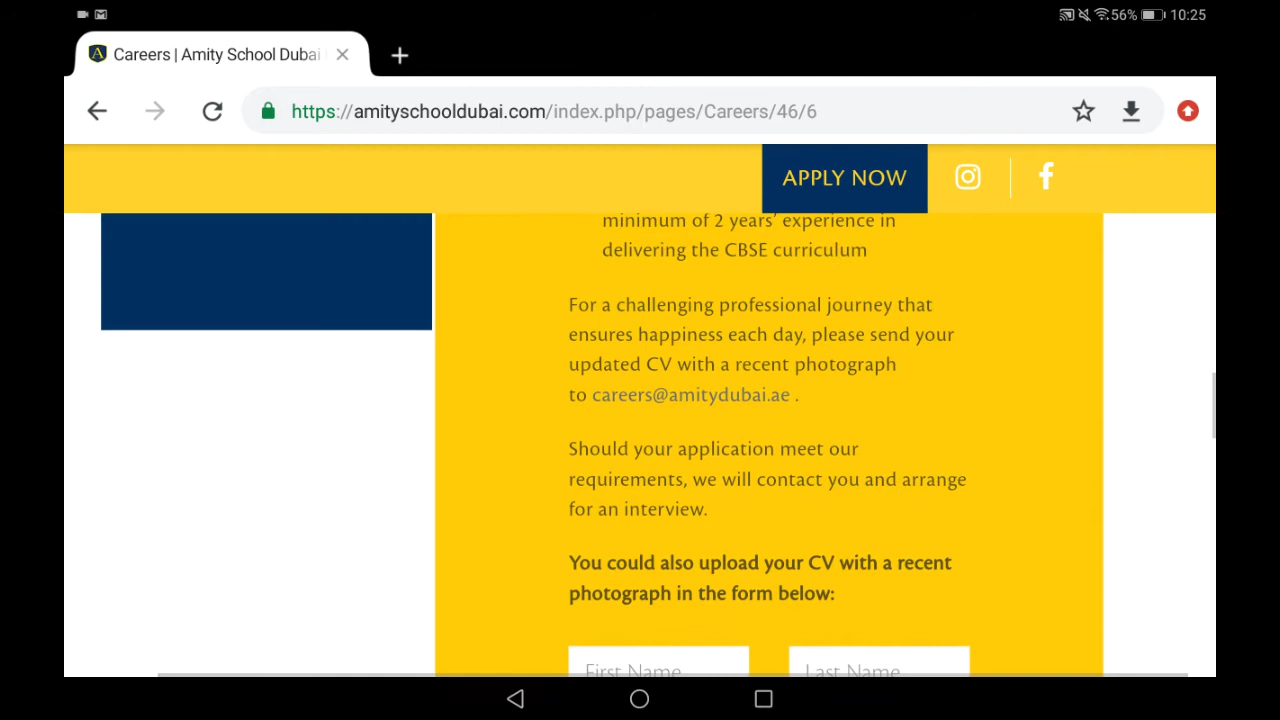 56% 10:25
Careers | Amity School Dubai
https://amityschooldubai.com/index.php/pages/Careers/46/6
APPLY NOW
minimum of 2 years' experience in
delivering the CBSE curriculum
For a challenging professional journey that
ensures happiness each day, please send your
updated CV with a recent photograph
to careers@amitydubai.ae .
Should your application meet our
requirements, we will contact you and arrange
for an interview.
You could also upload your CV with a recent
photograph in the form below:
First Name Last Name